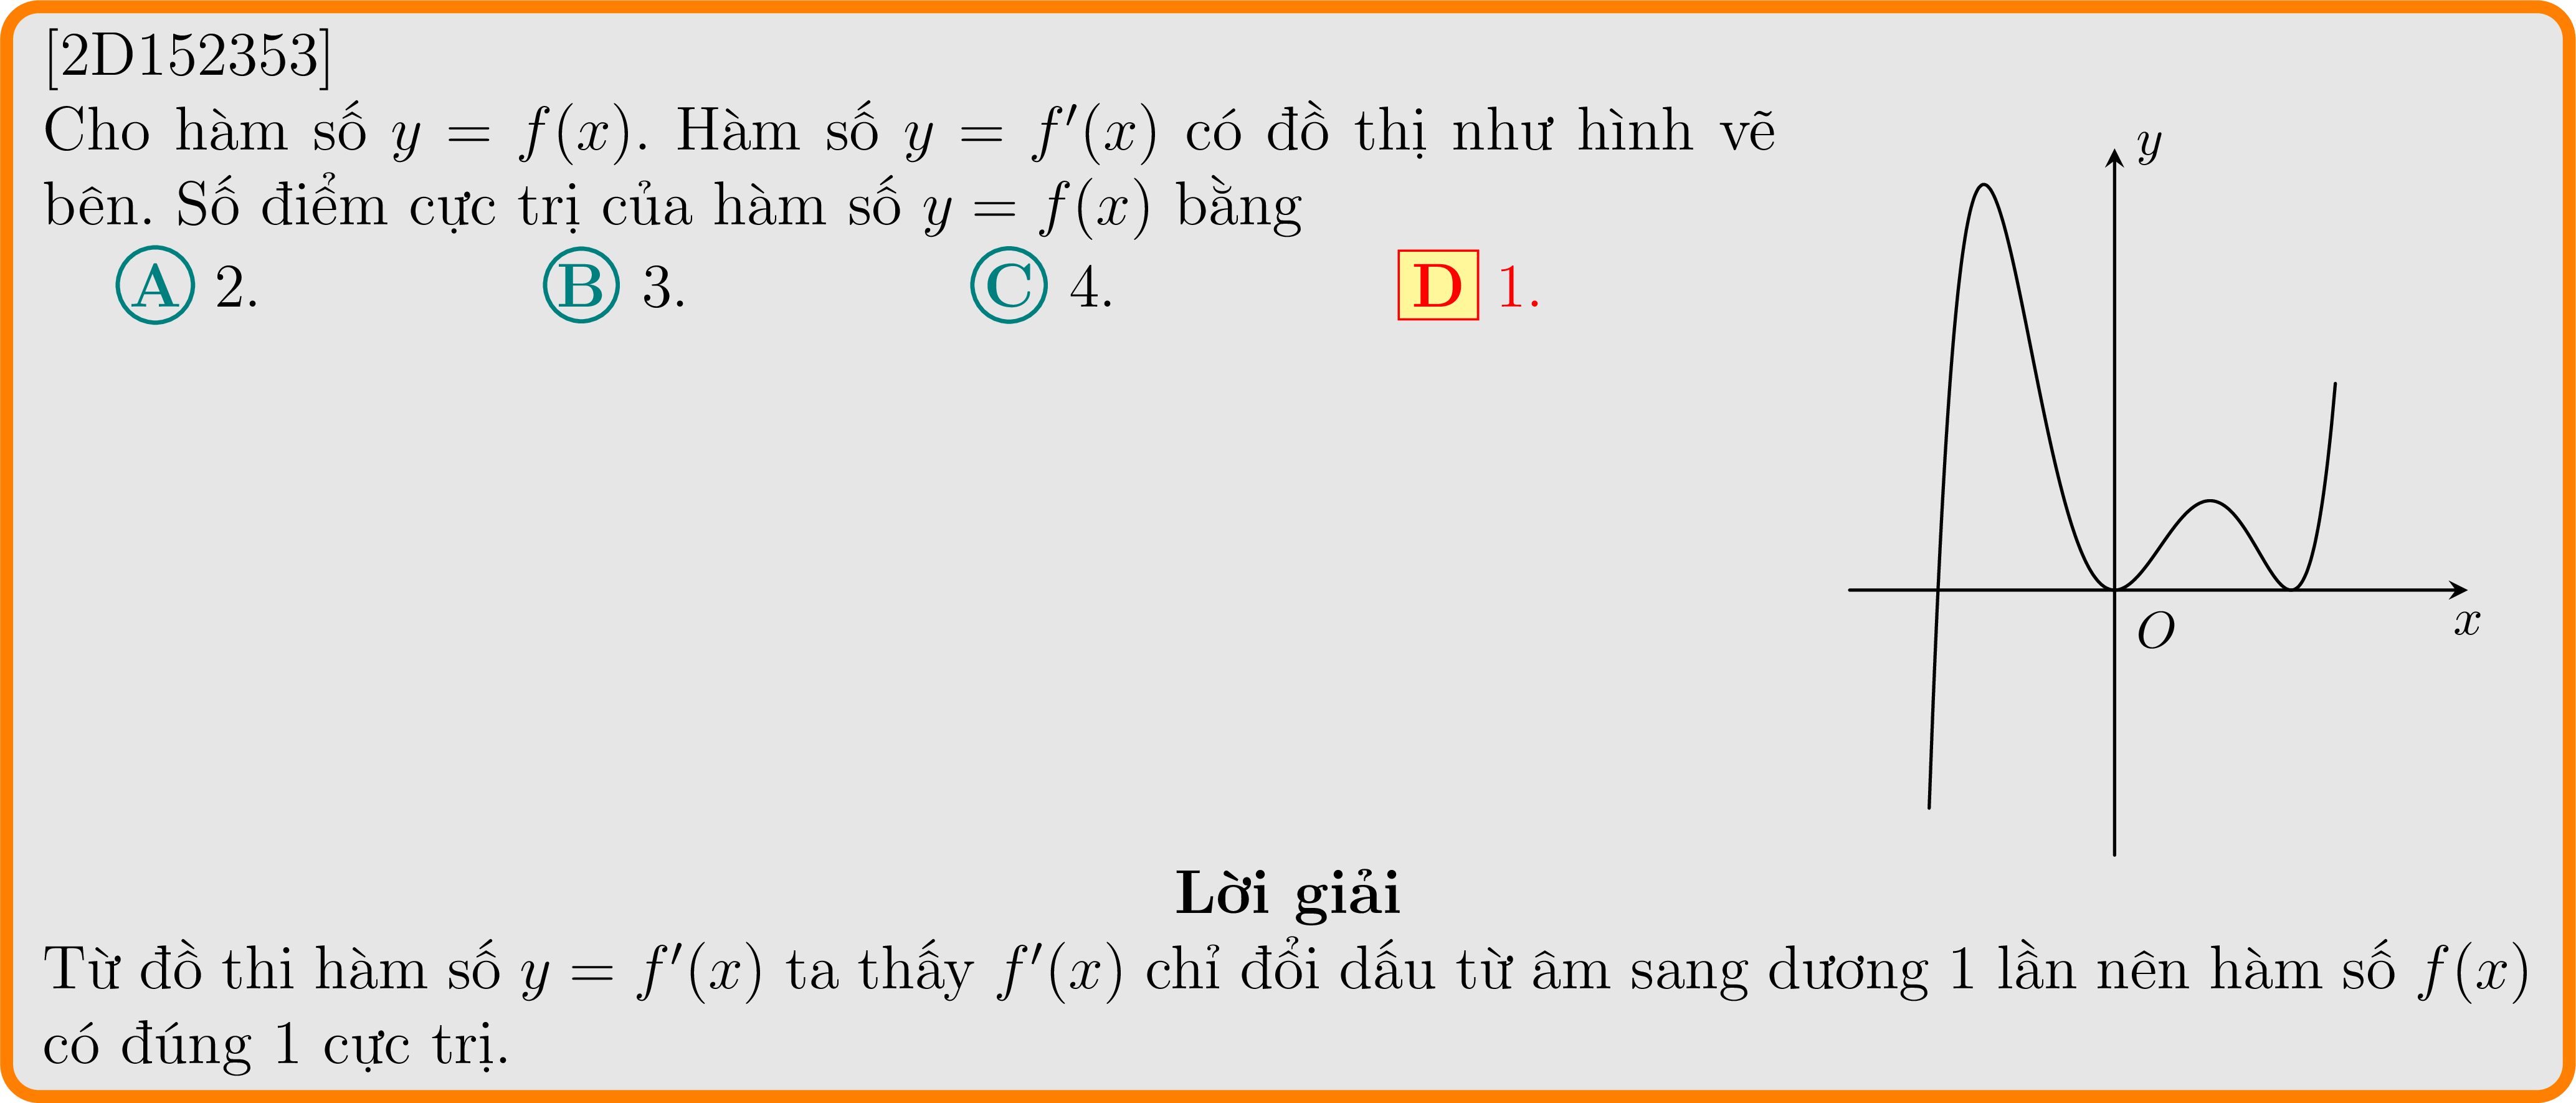 [2D152353]
Cho hàm số y = f(x). Hàm số y = f′(x) có đồ thị như hình vẽ
bên. Số điểm cực trị của hàm số y = f(x) bằng
A 2. B 3. C 4. D 1.
y
x
O
Lời giải
Từ đồ thi hàm số y = f′(x) ta thấy f′(x) chỉ đổi dấu từ âm sang dương 1 lần nên hàm số f(x)
có đúng 1 cực trị.